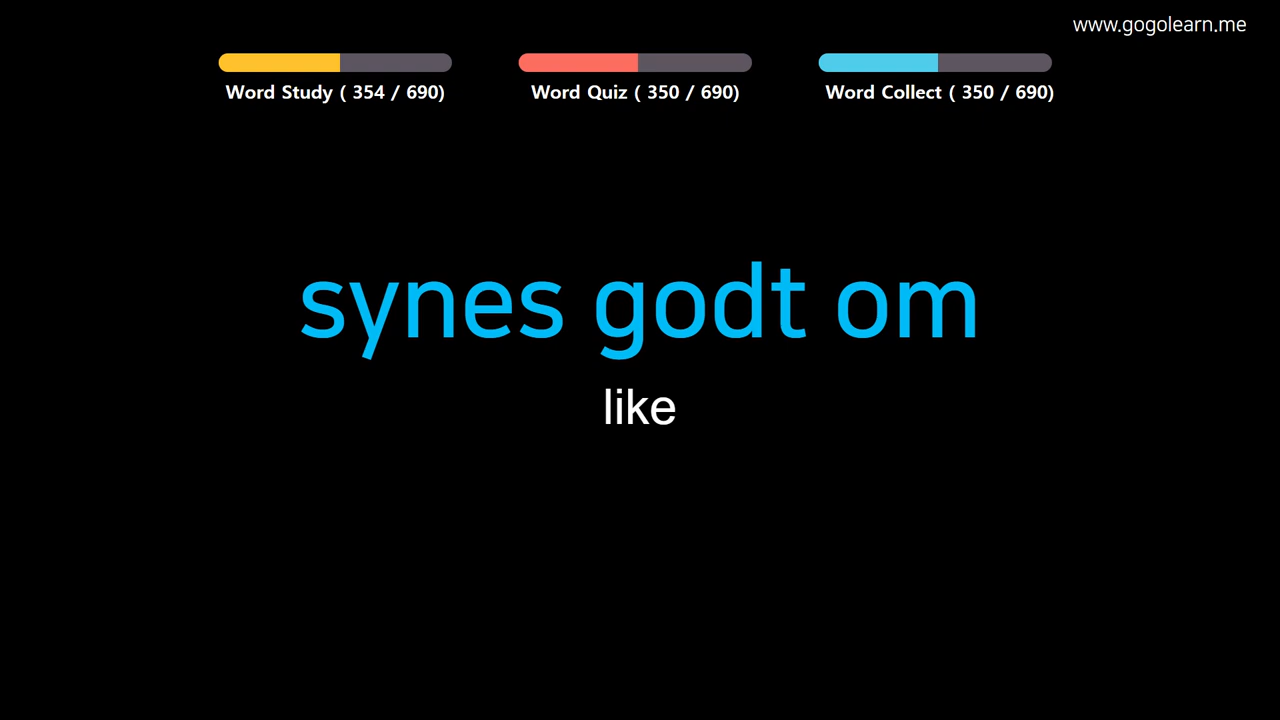 www.gogolearn.me
Word Study ( 354 / 690)
Word Quiz ( 350 / 690)
Word Collect ( 350 / 690)
synes godt om
like